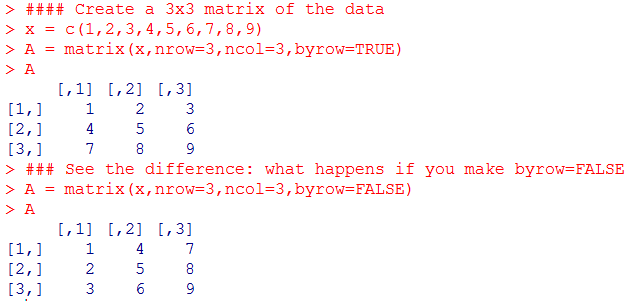 > #### Create a 3x3 matrix of the data
> x = c(1,2,3,4,5,6,7,8,9)
> A = matrix(x,nrow=3,ncol=3,byrow=TRUE)
> A
     [,1] [,2] [,3]
[1,]    1    2    3
[2,]    4    5    6
[3,]    7    8    9
> ### See the difference: what happens if you make byrow=FALSE
> A = matrix(x,nrow=3,ncol=3,byrow=FALSE)
> A
     [,1] [,2] [,3]
[1,]    1    4    7
[2,]    2    5    8
[3,]    3    6    9